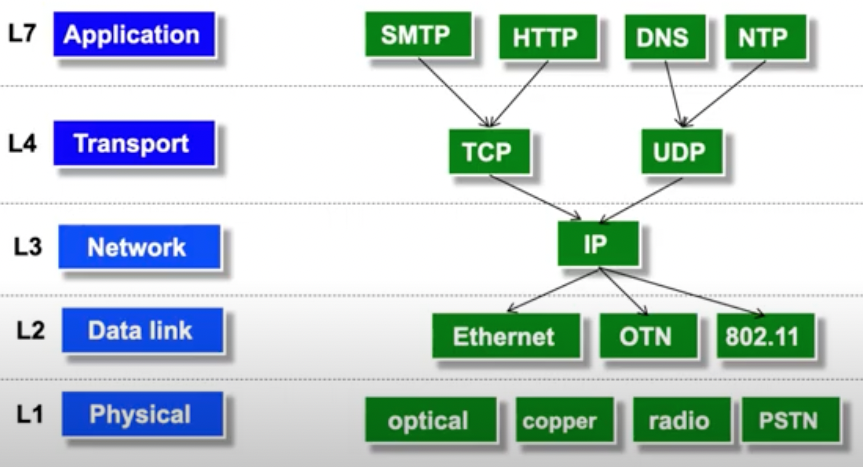 L7 Application SMTP HTTP DNS NTP
L4 Transport TCP UDP
L3 Network IP
L2 Data link Ethernet OTN 802.11
L1 Physical optical copper radio PSTN